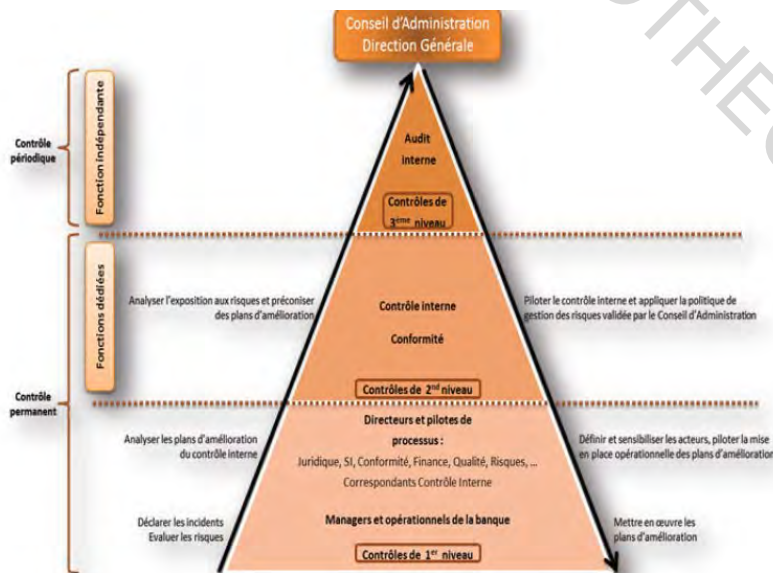 Conseil d'Administration
Direction Générale
Contrôle
périodique
Fonction indépendante
Audit
interne
Contrôles de
3ème niveau
Fonctions dédiées
Analyser l'exposition aux risques et préconiser
des plans d'amélioration
Contrôle interne
Conformité
Piloter le contrôle interne et appliquer la politique de
gestion des risques validée par le Conseil d'Administration
Contrôles de 2nd niveau
Contrôle
permanent
Analyser les plans d'amélioration
du contrôle interne
Directeurs et pilotes de
processus :
Juridique, SI, Conformité, Finance, Qualité, Risques, ...
Correspondants Contrôle Interne
Définir et sensibiliser les acteurs, piloter la mise
en place opérationnelle des plans d'amélioration
Déclarer les incidents
Evaluer les risques
Managers et opérationnels de la banque
Mettre en œuvre les
plans d'amélioration
Contrôles de 1er niveau
OTHE